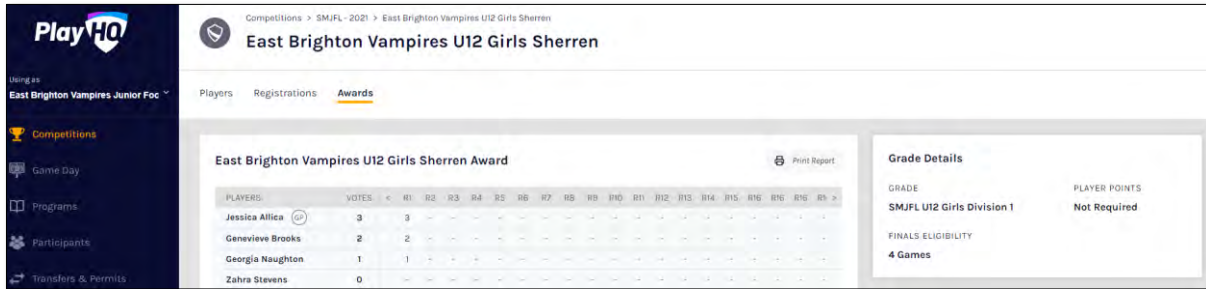 PlayHQ
Using as
East Brighton Vampires Junior Foc
Competitions
Game Day
Programs
Participants
Transfers & Permits
Competitions > SMJFL - 2021 > East Brighton Vampires U12 Girls Sherren
East Brighton Vampires U12 Girls Sherren
Players Registrations Awards
East Brighton Vampires U12 Girls Sherren Award
Print Report
PLAYERS VOTES < R1 R2 R3 R4 R5 R6 R7 R8 R9 R10 R11 R12 R13 R14 R15 R16 R16 R16 R1 >
Jessica Allica GP 3 3 - - - - - - - - - - - - - - - - -
Genevieve Brooks 2 2 - - - - - - - - - - - - - - - - -
Georgia Naughton 1 1 - - - - - - - - - - - - - - - - -
Zahra Stevens 0 - - - - - - - - - - - - - - - - - -
Grade Details
GRADE PLAYER POINTS
SMJFL U12 Girls Division 1 Not Required
FINALS ELIGIBILITY
4 Games